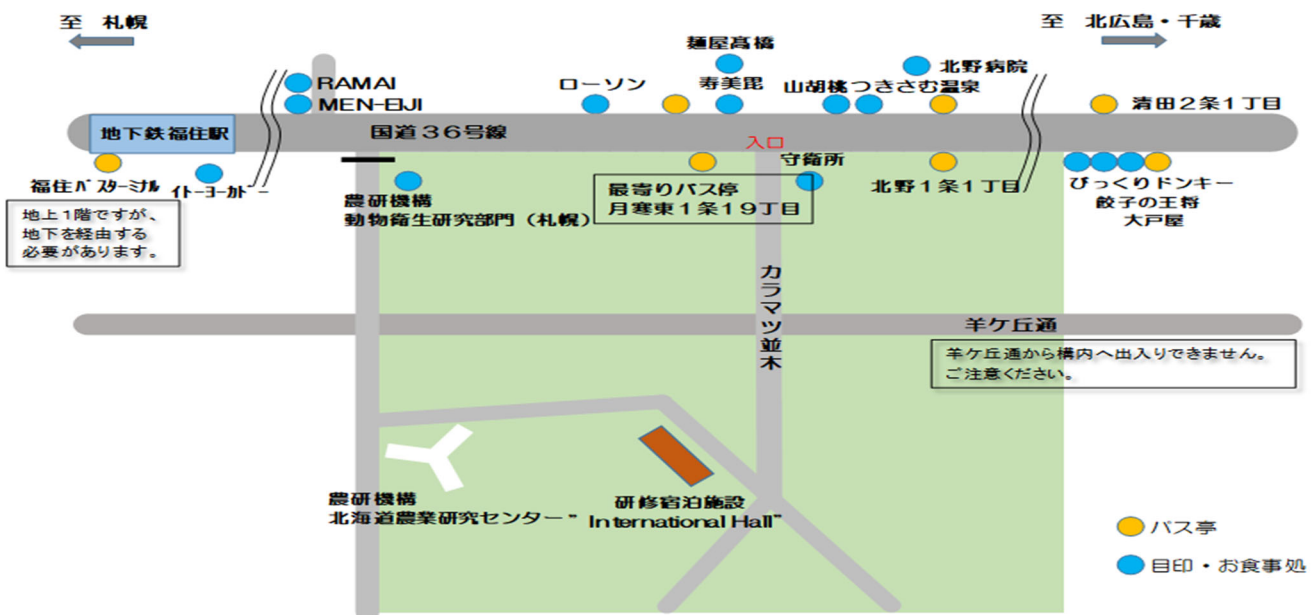 至 札幌
至 北広島・千歳
麺屋髙橋
北野病院
RAMAI
MEN-EIJI
ローソン
寿美毘
山胡桃
つきさむ温泉
清田２条１丁目
地下鉄福住駅
国道３６号線
入口
守衛所
福住バスターミナル
イトーヨーカドー
地上１階ですが、
地下を経由する
必要があります。
農研機構
動物衛生研究部門（札幌）
最寄りバス停
月寒東１条１９丁目
北野１条１丁目
びっくりドンキー
餃子の王将
大戸屋
カラマツ並木
羊ケ丘通
羊ケ丘通から構内へ出入りできません。
ご注意ください。
農研機構
北海道農業研究センター
研修宿泊施設
"International Hall"
バス亭
目印・お食事処